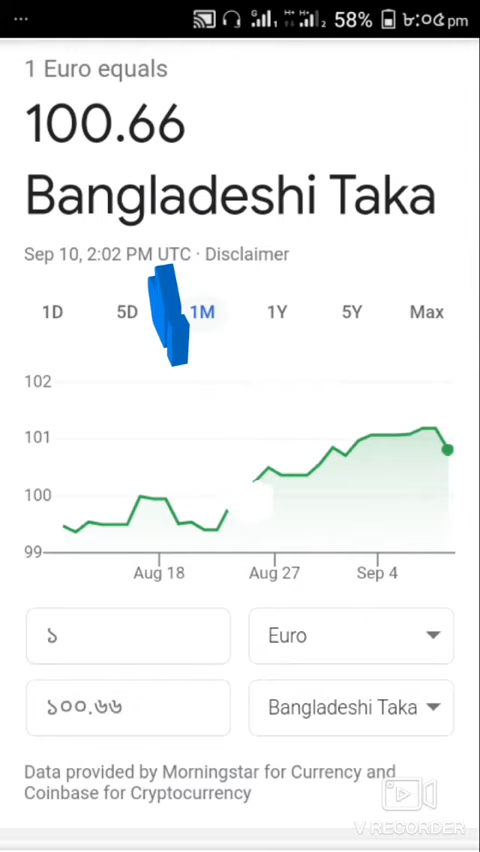 58% ৮:০৫pm
1 Euro equals
100.66
Bangladeshi Taka
Sep 10, 2:02 PM UTC · Disclaimer
1D 5D 1M 1Y 5Y Max
102
101
100
99
Aug 18 Aug 27 Sep 4
১ Euro
১০০.৬৬ Bangladeshi Taka
Data provided by Morningstar for Currency and
Coinbase for Cryptocurrency
V RECORDER